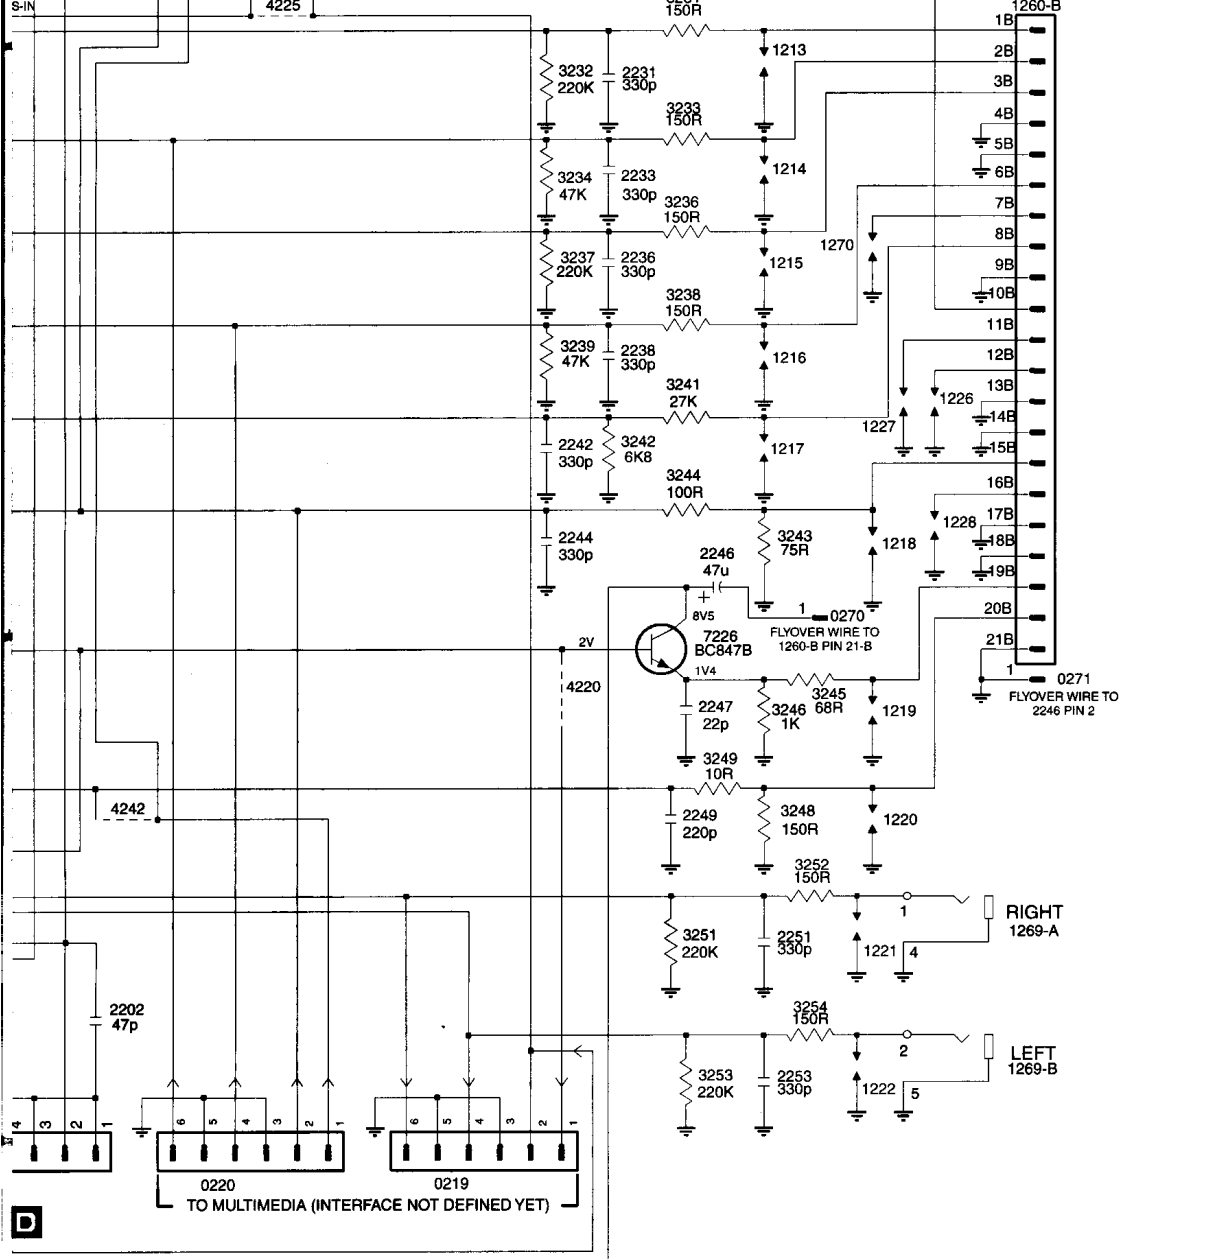 S-IN
4225
150R
1260-B
1B
1213
2B
3232
220K
2231
330p
3B
3233
150R
4B
5B
3234
47K
2233
330p
1214
6B
3236
150R
7B
1270
8B
3237
220K
2236
330p
1215
9B
3238
150R
10B
11B
3239
47K
2238
330p
1216
12B
3241
27K
13B
1226
14B
1227
2242
330p
3242
6K8
1217
15B
3244
100R
16B
17B
1228
18B
2244
330p
3243
75R
1218
2246
47u
19B
+
8V5
1
0270
20B
FLYOVER WIRE TO
1260-B PIN 21-B
2V
7226
BC847B
21B
1V4
1
0271
FLYOVER WIRE TO
2246 PIN 2
4220
2247
22p
3246
1K
3245
68R
1219
3249
10R
4242
2249
220p
3248
150R
1220
3252
150R
1
RIGHT
1269-A
3251
220K
2251
330p
1221
4
2202
47p
3254
150R
2
LEFT
1269-B
3253
220K
2253
330p
1222
5
4
3
2
1
6
5
4
3
2
1
6
5
4
3
2
1
0220
0219
TO MULTIMEDIA (INTERFACE NOT DEFINED YET)
D